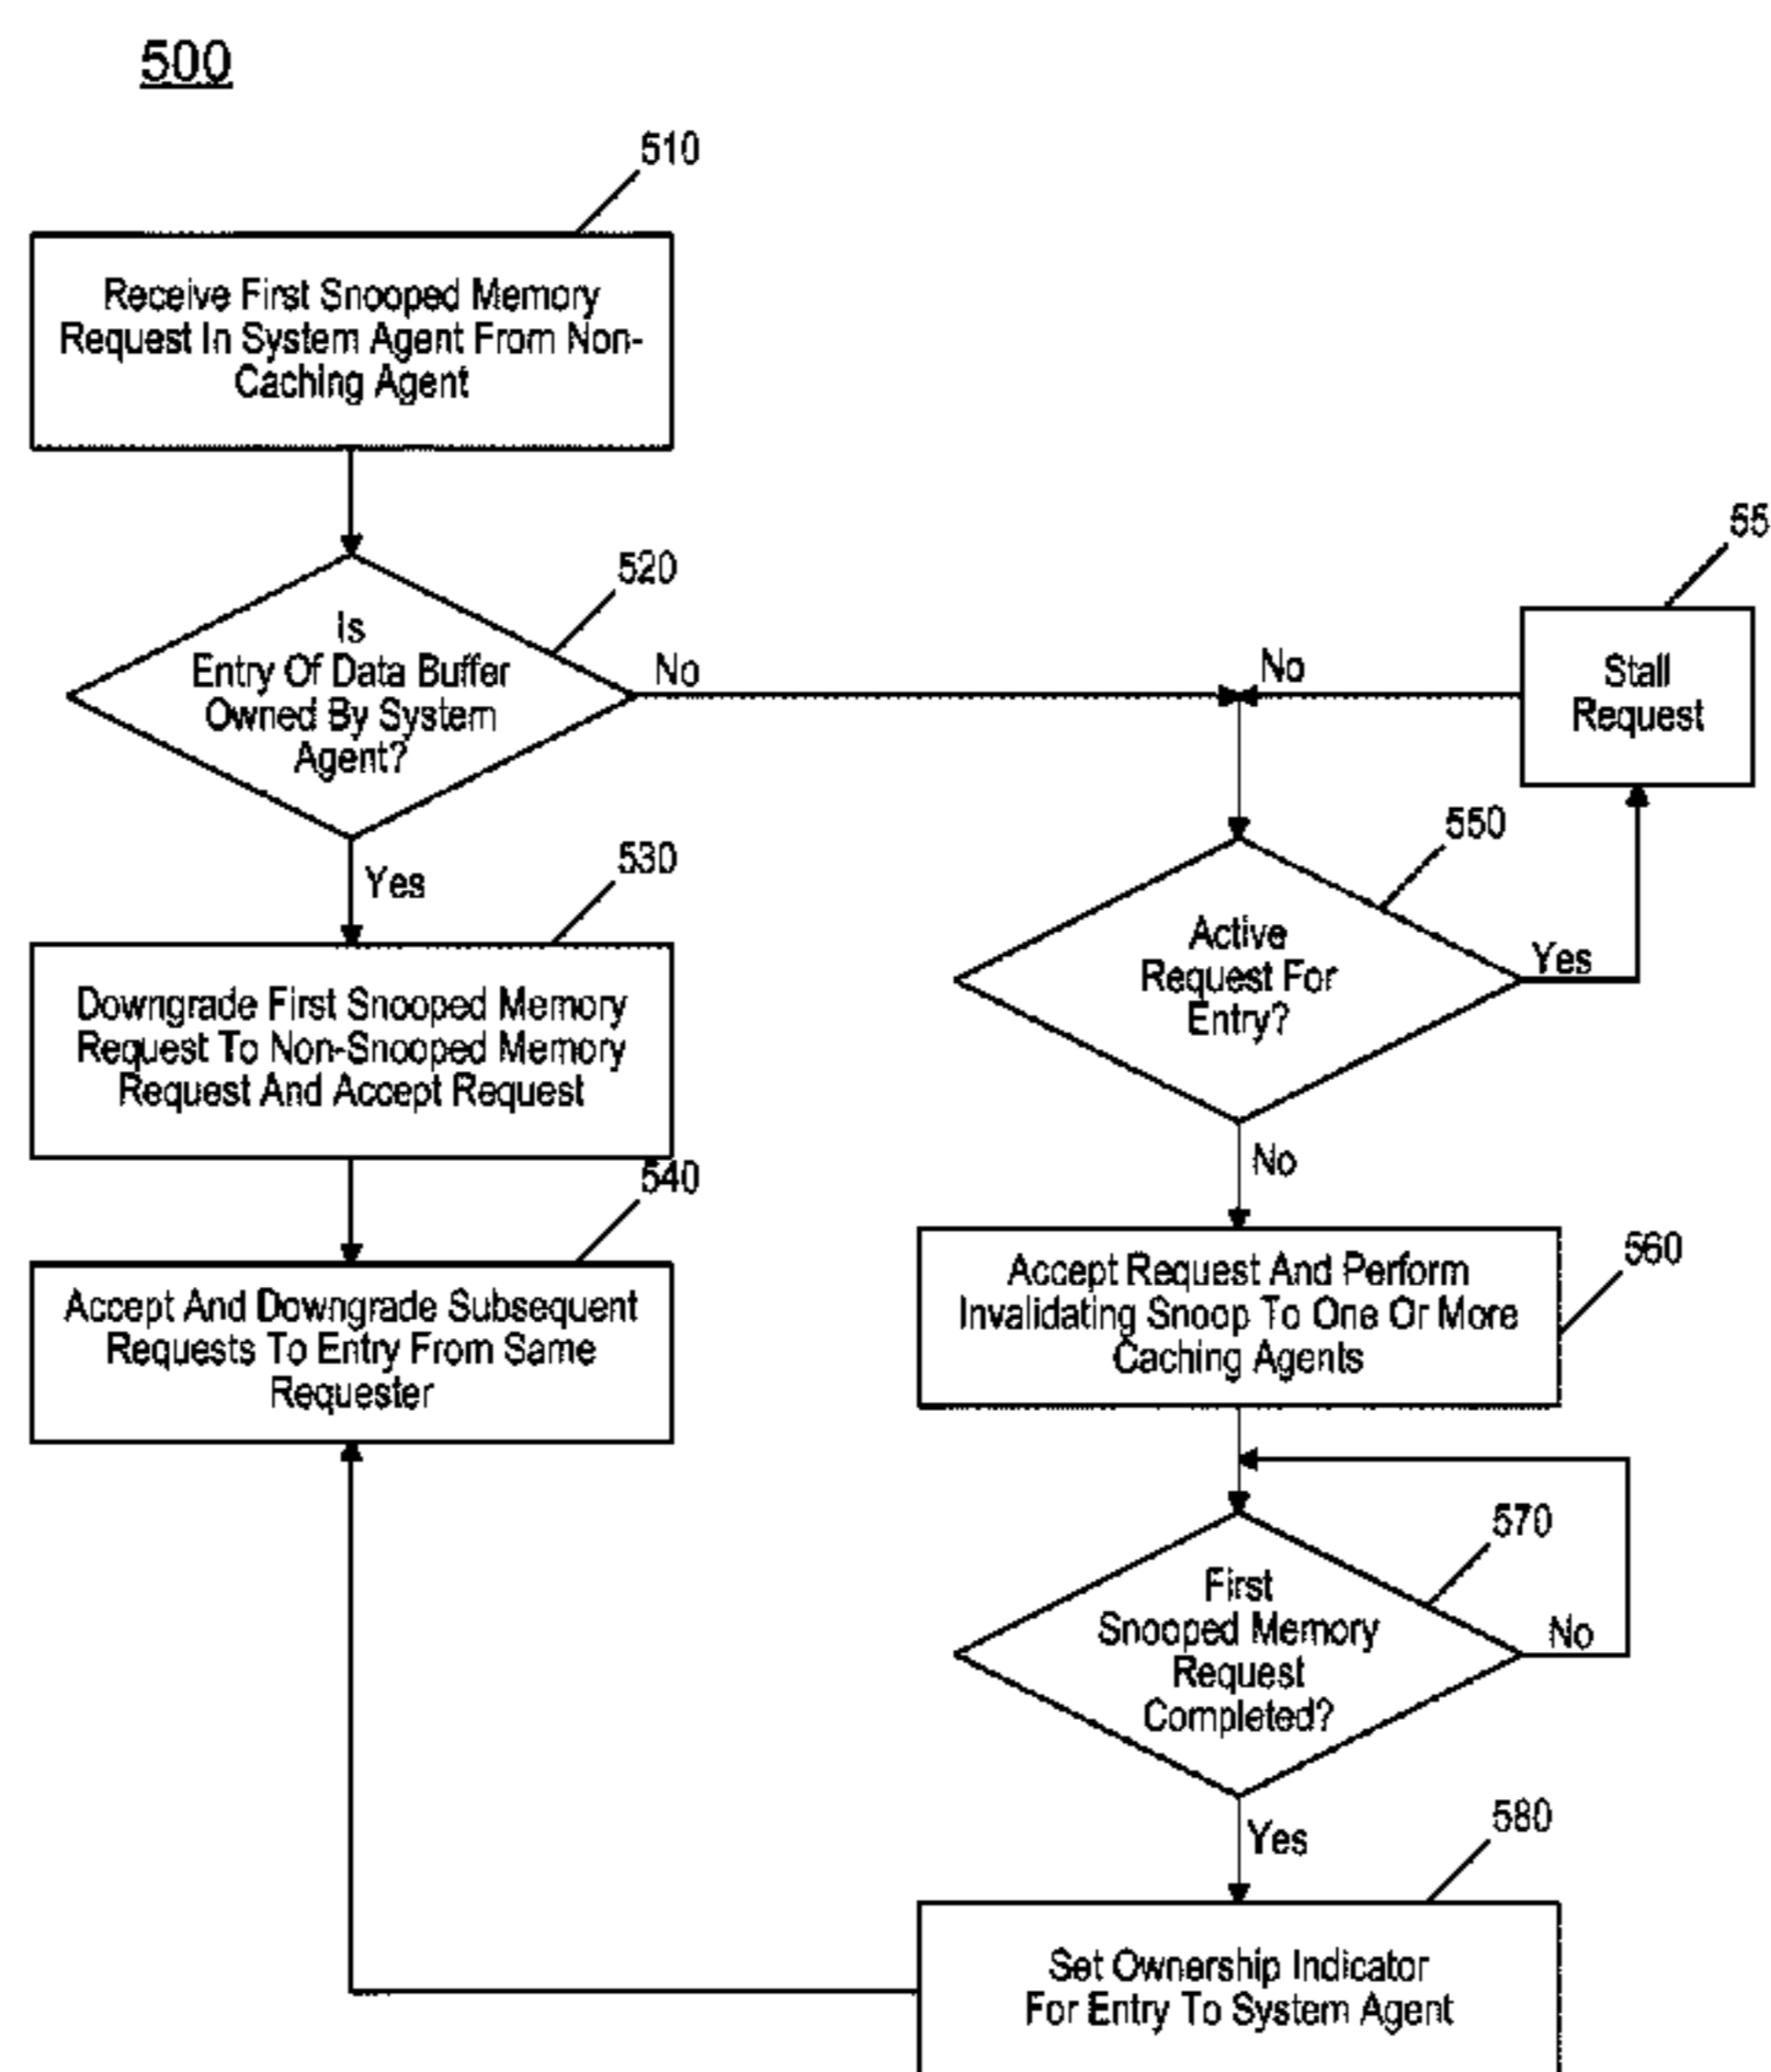 500
510
Receive First Snooped Memory
Request In System Agent From Non-
Caching Agent
520
Is
Entry Of Data Buffer
Owned By System
Agent?
No
Yes
530
Downgrade First Snooped Memory
Request To Non-Snooped Memory
Request And Accept Request
540
Accept And Downgrade Subsequent
Requests To Entry From Same
Requester
55
Stall
Request
No
550
Active
Request For
Entry?
Yes
No
560
Accept Request And Perform
Invalidating Snoop To One Or More
Caching Agents
570
First
Snooped Memory
Request
Completed?
No
Yes
580
Set Ownership Indicator
For Entry To System Agent